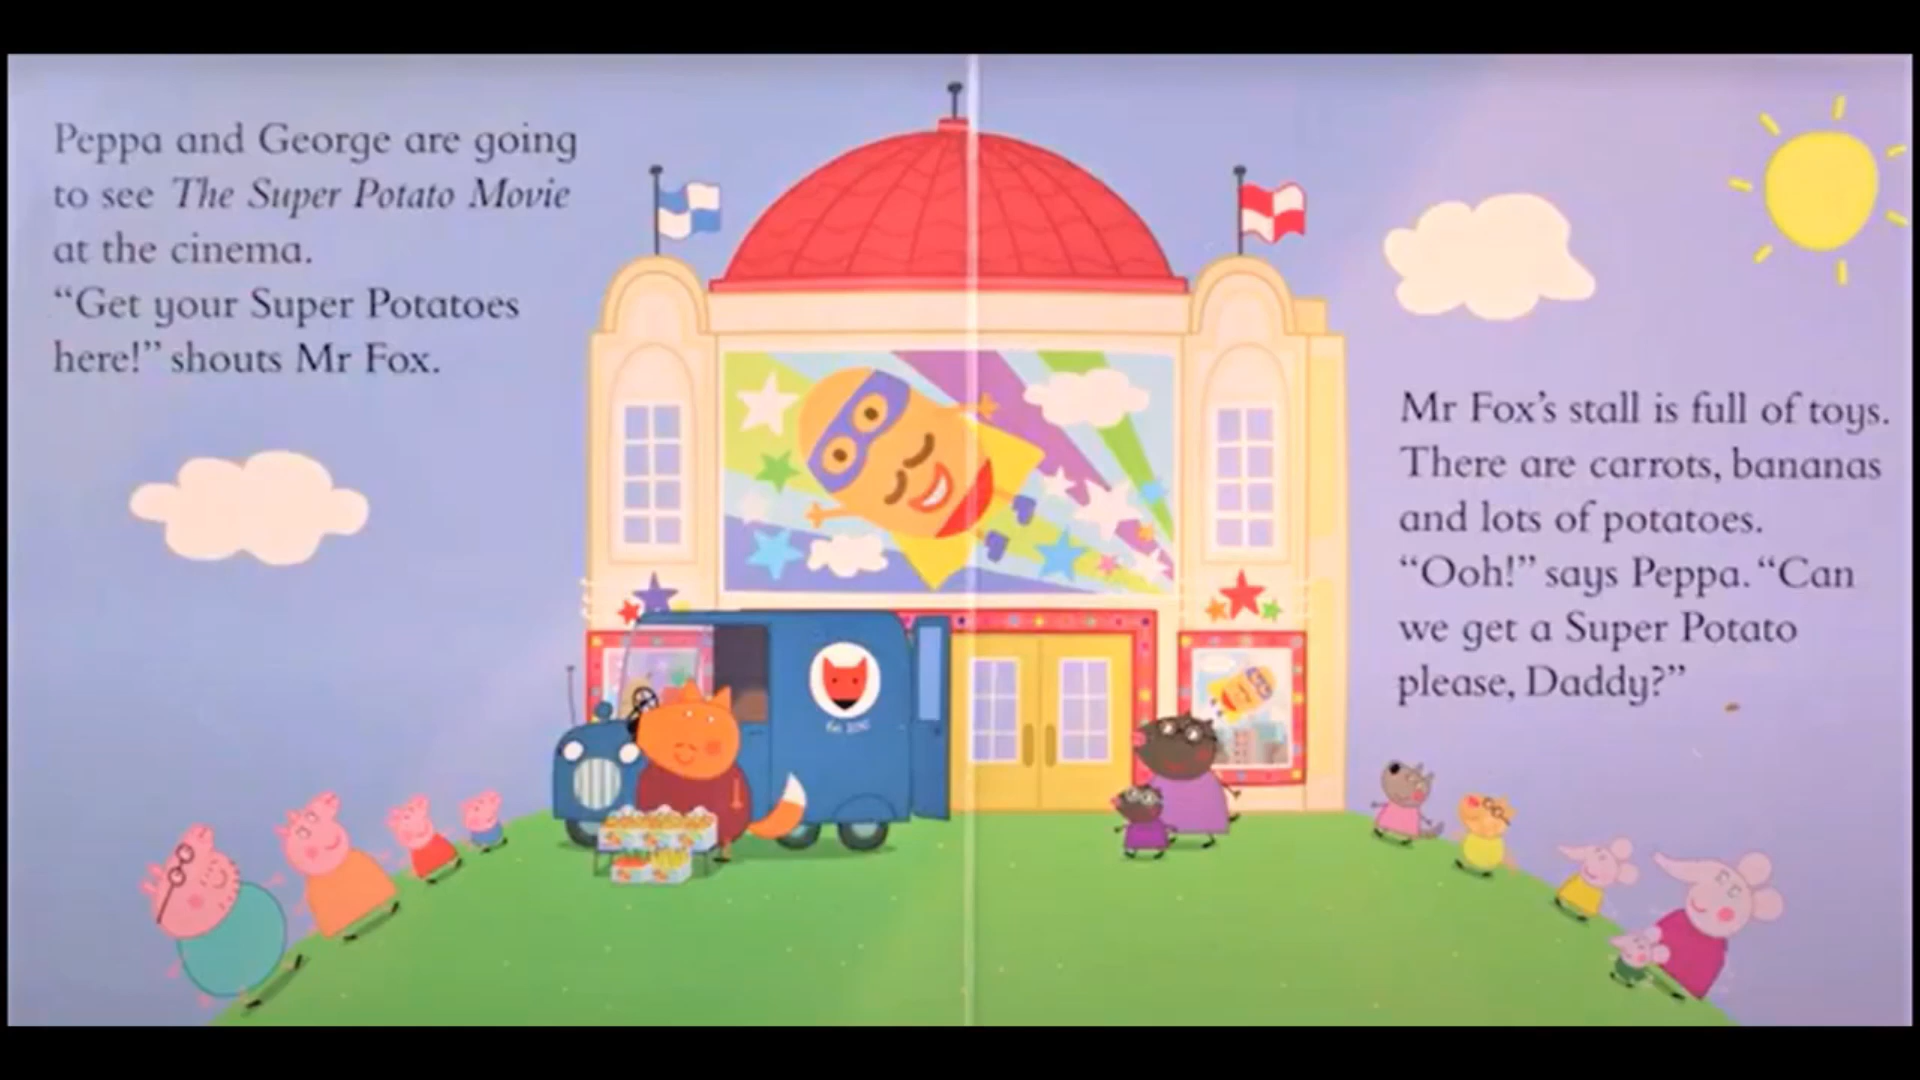 Peppa and George are going
to see The Super Potato Movie
at the cinema.
“Get your Super Potatoes
here!” shouts Mr Fox.
Mr Fox’s stall is full of toys.
There are carrots, bananas
and lots of potatoes.
“Ooh!” says Peppa. “Can
we get a Super Potato
please, Daddy?”